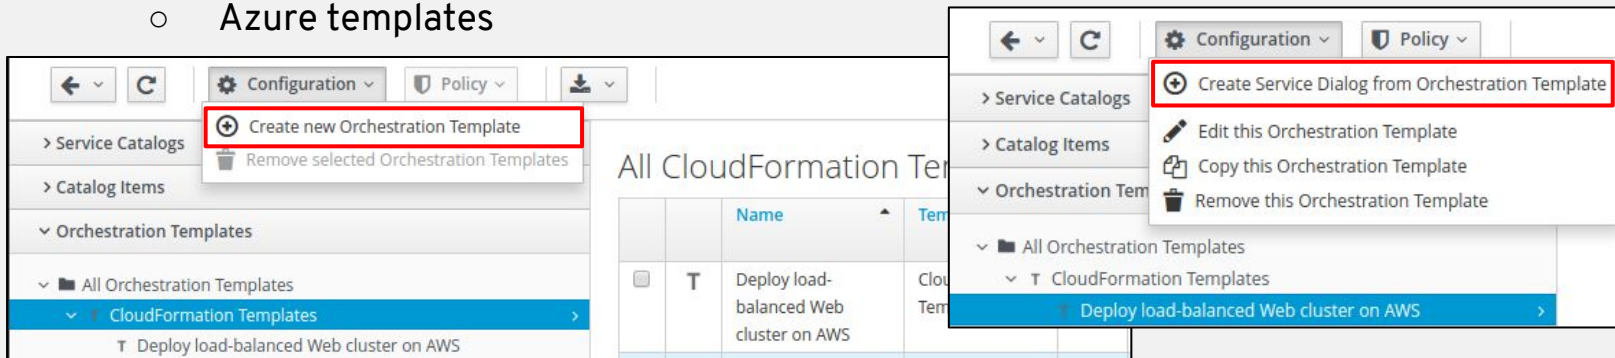 Azure templates
Configuration
Policy
Create new Orchestration Template
Remove selected Orchestration Templates
Service Catalogs
Catalog Items
Orchestration Templates
All Orchestration Templates
T CloudFormation Templates
T Deploy load-balanced Web cluster on AWS
All CloudFormation Ter
Name
Tem
T
Deploy load-
balanced Web
cluster on AWS
Clou
Tem
Configuration
Policy
Create Service Dialog from Orchestration Template
Edit this Orchestration Template
Copy this Orchestration Template
Remove this Orchestration Template
Service Catalogs
Catalog Items
Orchestration Tem
All Orchestration Templates
T CloudFormation Templates
T Deploy load-balanced Web cluster on AWS